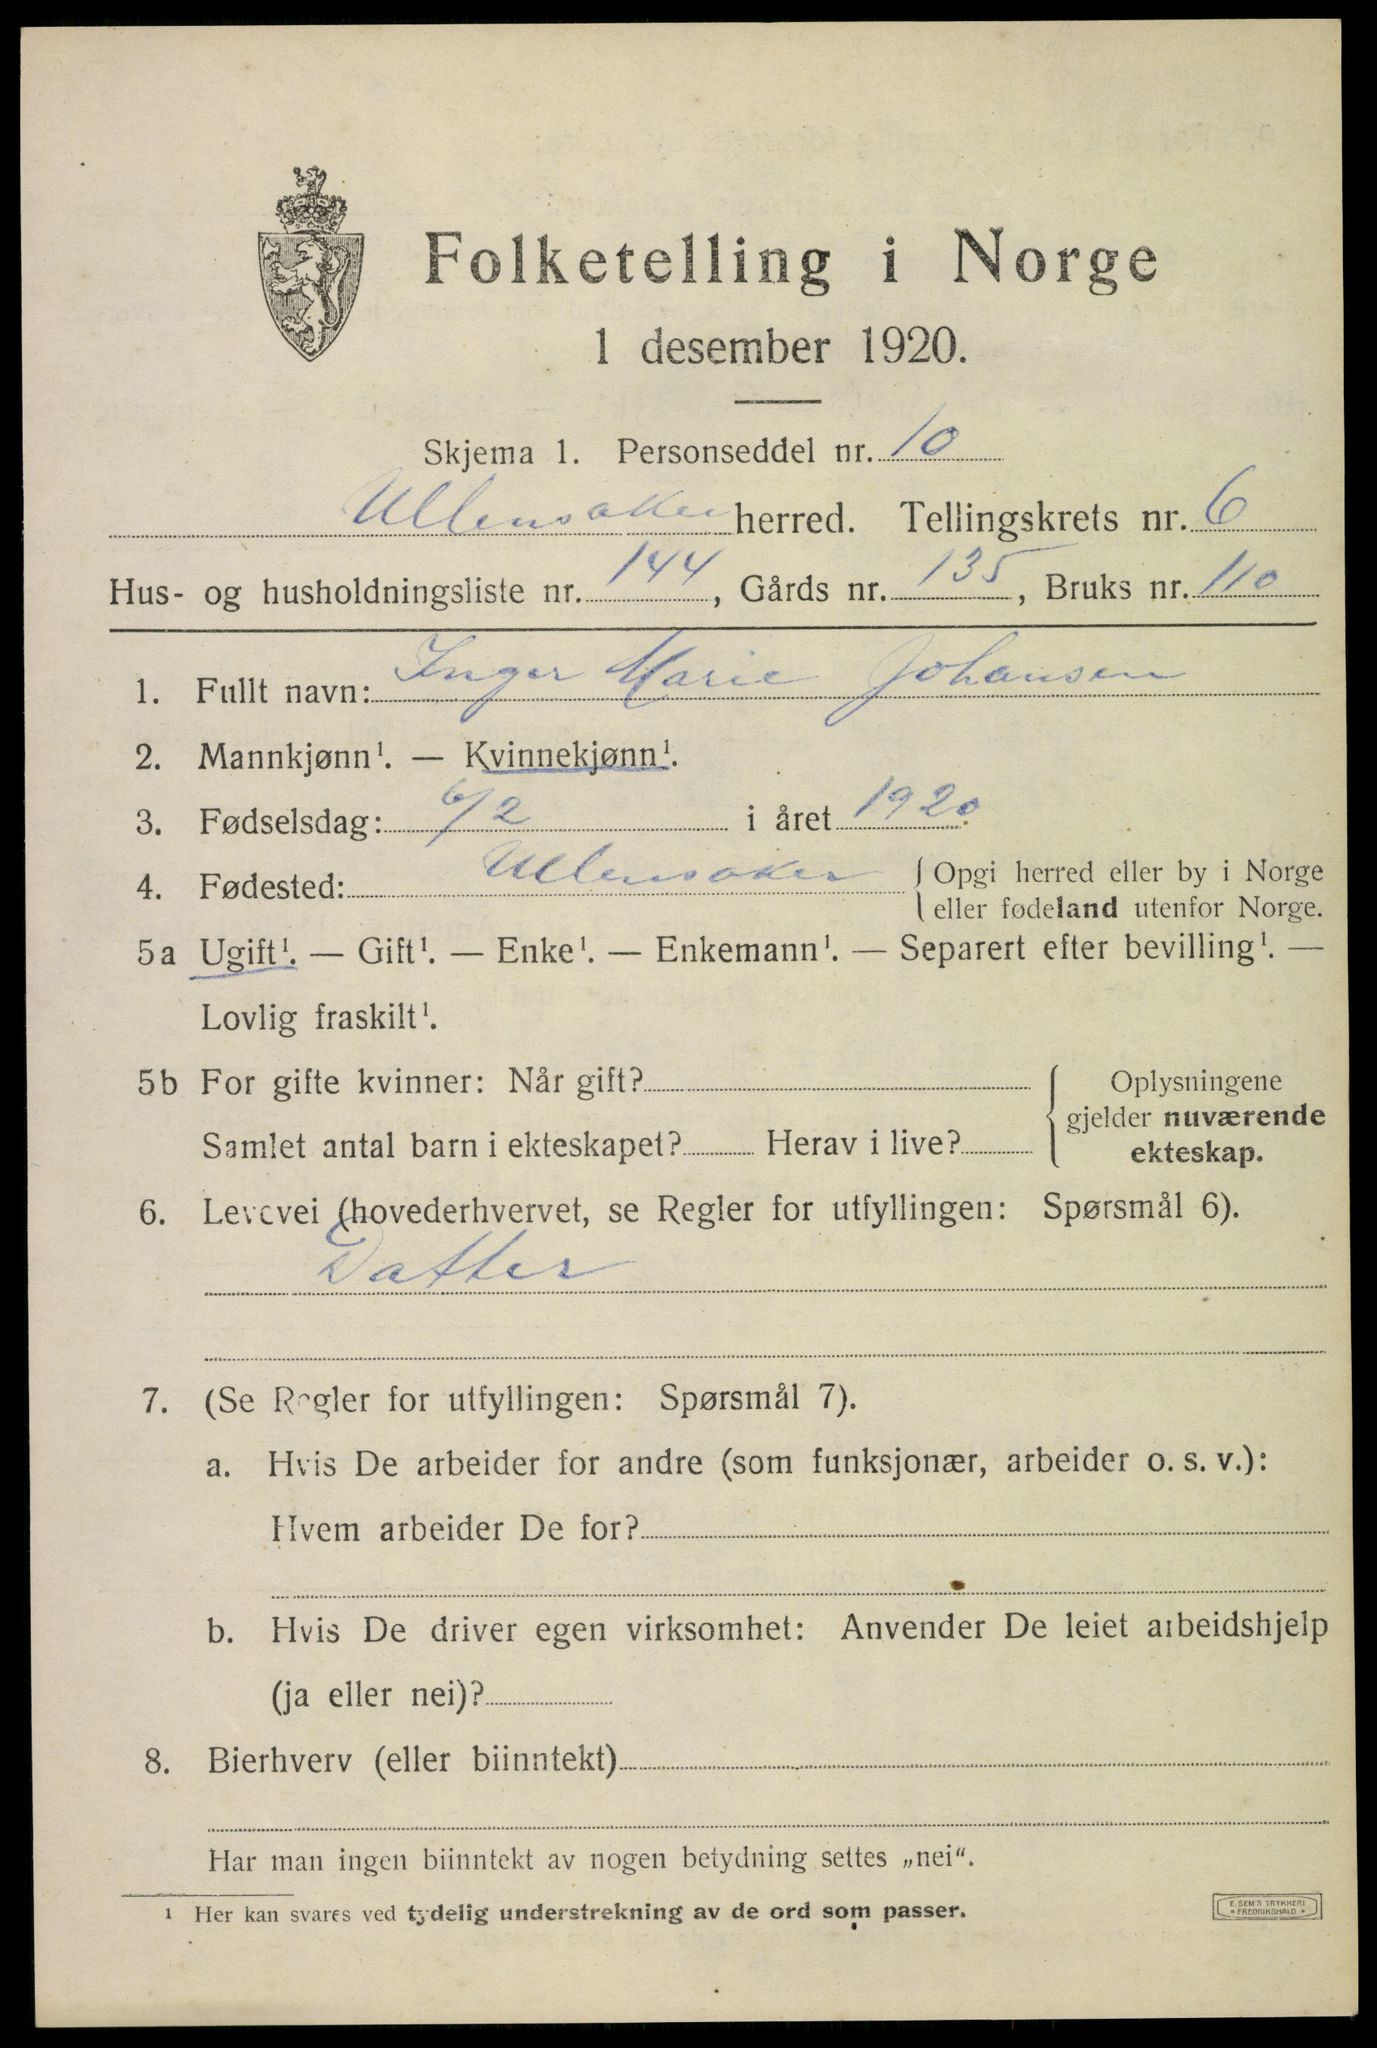 Folketelling i Norge
1 desember 1920.
Skjema 1. Personseddel nr. 10
Ullensaker herred. Tellingskrets nr. 6
Hus- og husholdningsliste nr. 144, Gårds nr. 135, Bruks nr. 110
1. Fullt navn: Inger Marie Johansen
2. Mannkjønn¹. — Kvinnekjønn¹.
3. Fødselsdag: 6/2 i året 1920
4. Fødested: Ullensaker { Opgi herred eller by i Norge
eller fødeland utenfor Norge.
5a Ugift¹. — Gift¹. — Enke¹. — Enkemann¹. — Separert efter bevilling¹. —
Lovlig fraskilt¹.
5b For gifte kvinner: Når gift? { Oplysningene
gjelder nuværende
Samlet antal barn i ekteskapet? Herav i live? ekteskap.
6. Levevei (hovederhvervet, se Regler for utfyllingen: Spørsmål 6).
Datter
7. (Se Regler for utfyllingen: Spørsmål 7).
a. Hvis De arbeider for andre (som funksjonær, arbeider o. s. v.):
Hvem arbeider De for?
b. Hvis De driver egen virksomhet: Anvender De leiet arbeidshjelp
(ja eller nei)?
8. Bierhverv (eller biinntekt)
Har man ingen biinntekt av nogen betydning settes „nei“.
¹ Her kan svares ved tydelig understrekning av de ord som passer.
E. SEM'S TRYKKERI
* FREDRIKSHALD *